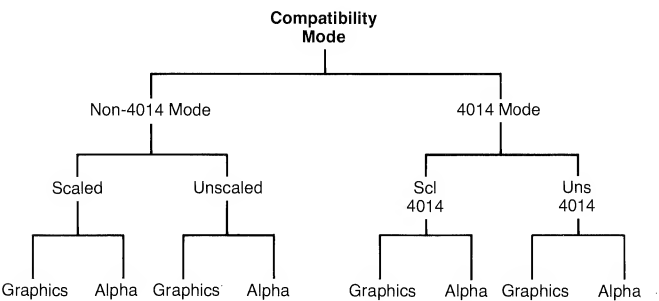 Compatibility
Mode
Non-4014 Mode
4014 Mode
Scaled
Unscaled
Scl
4014
Uns
4014
Graphics
Alpha
Graphics
Alpha
Graphics
Alpha
Graphics
Alpha